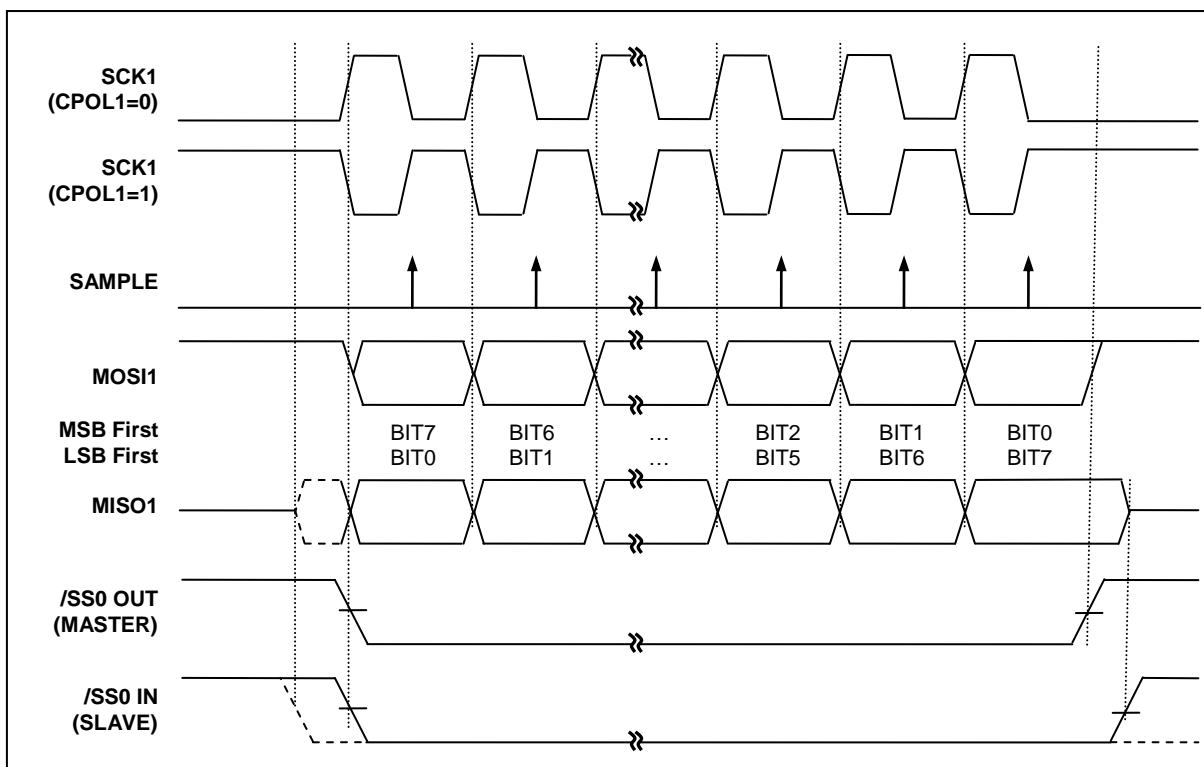 SCK1
(CPOL1=0)
SCK1
(CPOL1=1)
SAMPLE
MOSI1
MSB First BIT7 BIT6 … BIT2 BIT1 BIT0
LSB First BIT0 BIT1 … BIT5 BIT6 BIT7
MISO1
/SS0 OUT
(MASTER)
/SS0 IN
(SLAVE)